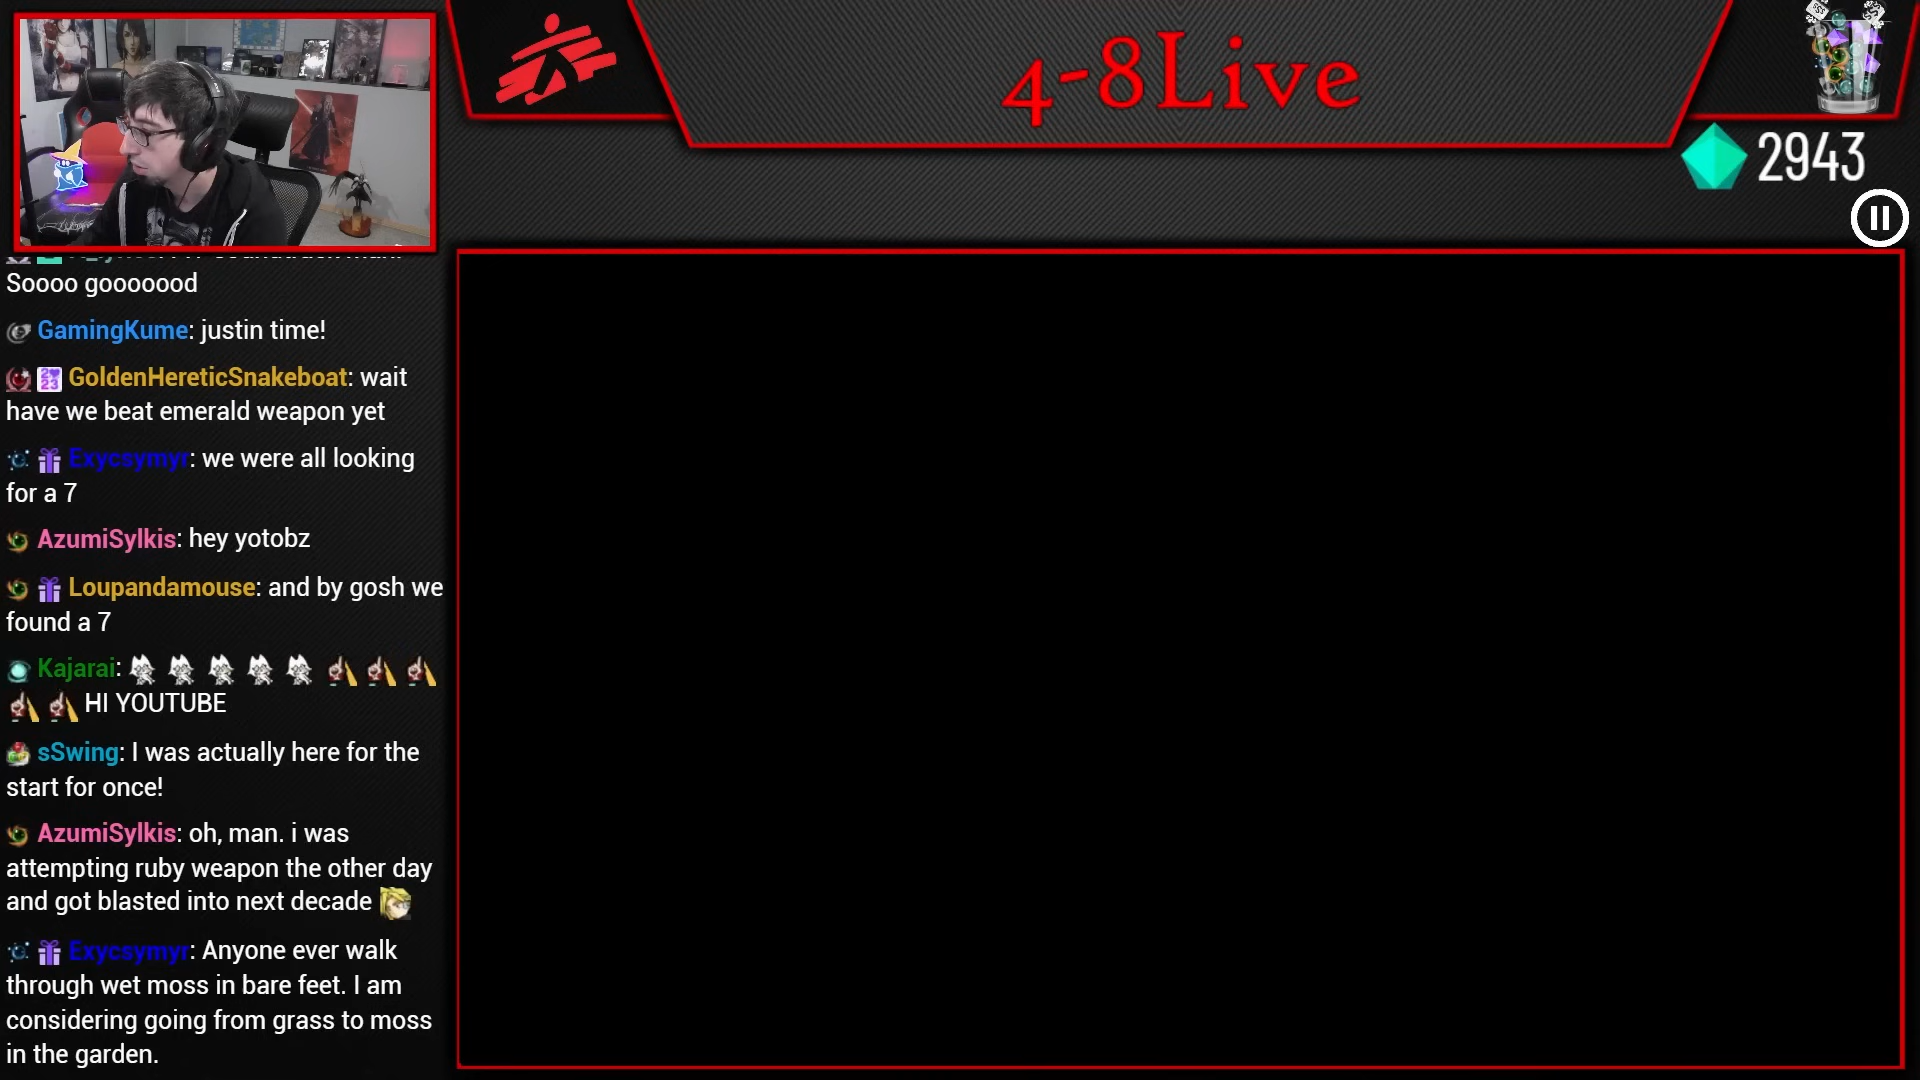 4-8Live
2943
Soooo gooooood
GamingKume: justin time!
GoldenHereticSnakeboat: wait
have we beat emerald weapon yet
Exycsymyr: we were all looking
for a 7
AzumiSylkis: hey yotobz
Loupandamouse: and by gosh we
found a 7
Kajarai:
HI YOUTUBE
sSwing: I was actually here for the
start for once!
AzumiSylkis: oh, man. i was
attempting ruby weapon the other day
and got blasted into next decade
Exycsymyr: Anyone ever walk
through wet moss in bare feet. I am
considering going from grass to moss
in the garden.